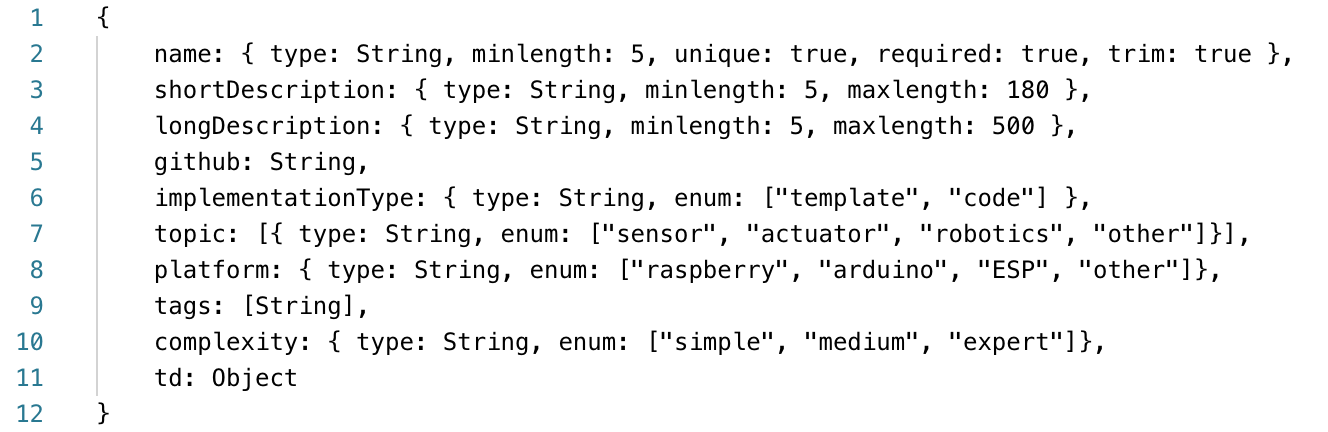 1 {
2 name: { type: String, minlength: 5, unique: true, required: true, trim: true },
3 shortDescription: { type: String, minlength: 5, maxlength: 180 },
4 longDescription: { type: String, minlength: 5, maxlength: 500 },
5 github: String,
6 implementationType: { type: String, enum: ["template", "code"] },
7 topic: [{ type: String, enum: ["sensor", "actuator", "robotics", "other"]}],
8 platform: { type: String, enum: ["raspberry", "arduino", "ESP", "other"]},
9 tags: [String],
10 complexity: { type: String, enum: ["simple", "medium", "expert"]},
11 td: Object
12 }